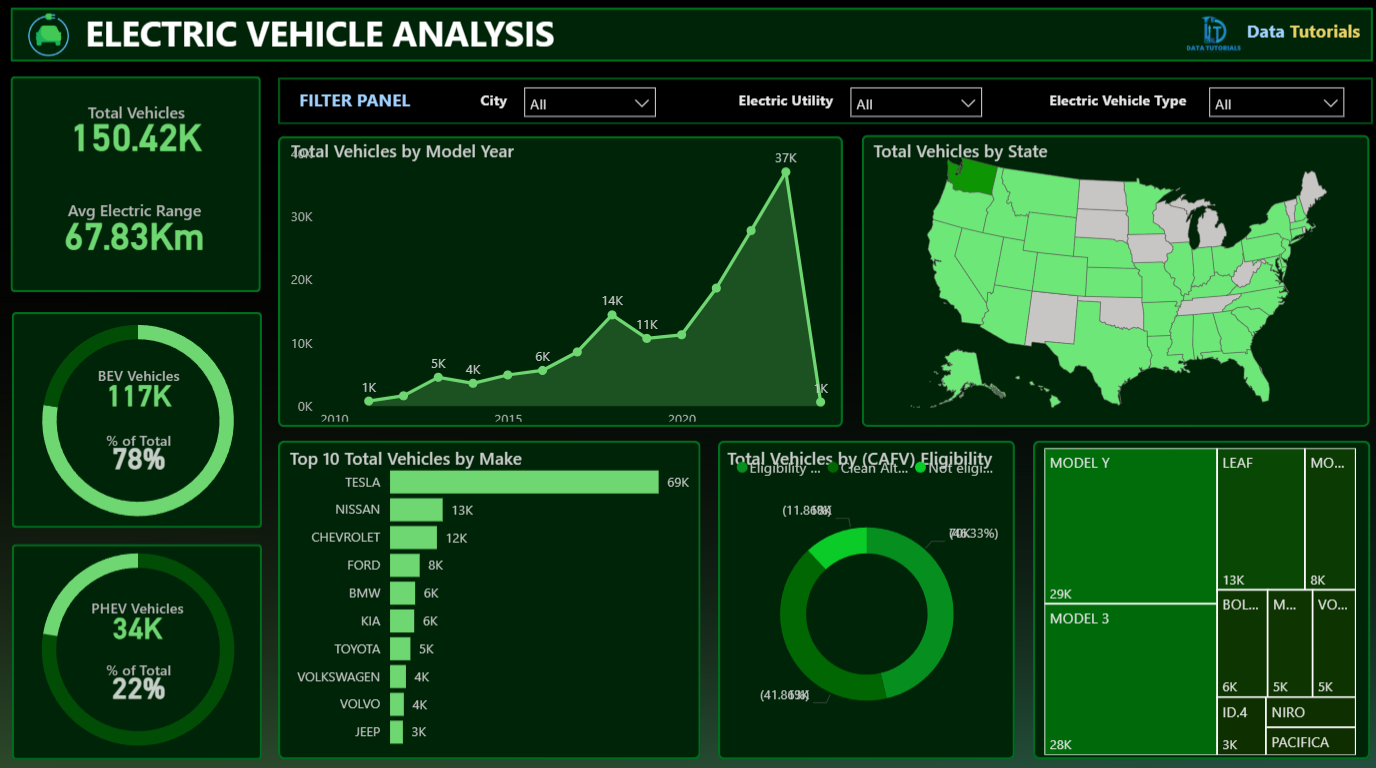 ELECTRIC VEHICLE ANALYSIS
DATA TUTORIALS
Data Tutorials
Total Vehicles
150.42K
Avg Electric Range
67.83Km
FILTER PANEL
City
All
Electric Utility
All
Electric Vehicle Type
All
Total Vehicles by Model Year
40K
30K
20K
10K
0K
1K
5K
4K
6K
14K
11K
37K
1K
2010
2015
2020
Total Vehicles by State
BEV Vehicles
117K
% of Total
78%
PHEV Vehicles
34K
% of Total
22%
Top 10 Total Vehicles by Make
TESLA 69K
NISSAN 13K
CHEVROLET 12K
FORD 8K
BMW 6K
KIA 6K
TOYOTA 5K
VOLKSWAGEN 4K
VOLVO 4K
JEEP 3K
Total Vehicles by (CAFV) Eligibility
Eligibility ... Clean Alt... Not eligi...
MODEL Y
29K
MODEL 3
28K
LEAF
13K
MO...
8K
BOL...
6K
M...
5K
VO...
5K
ID.4
3K
NIRO
PACIFICA